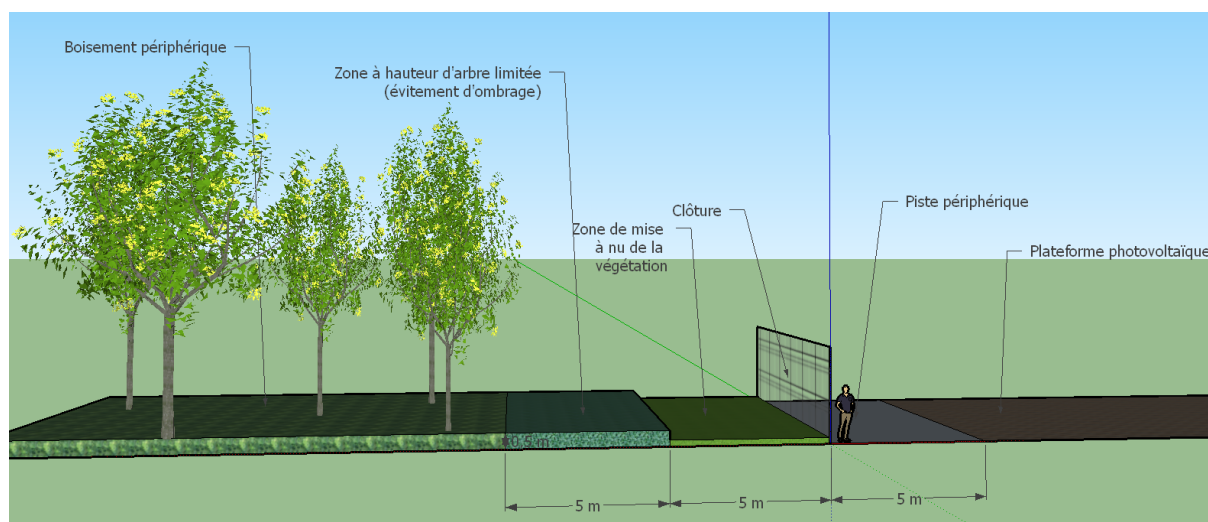 Boisement périphérique
Zone à hauteur d'arbre limitée
(évitement d'ombrage)
Clôture
Zone de mise
à nu de la
végétation
Piste périphérique
Plateforme photovoltaïque
0.5 m
5 m
5 m
5 m